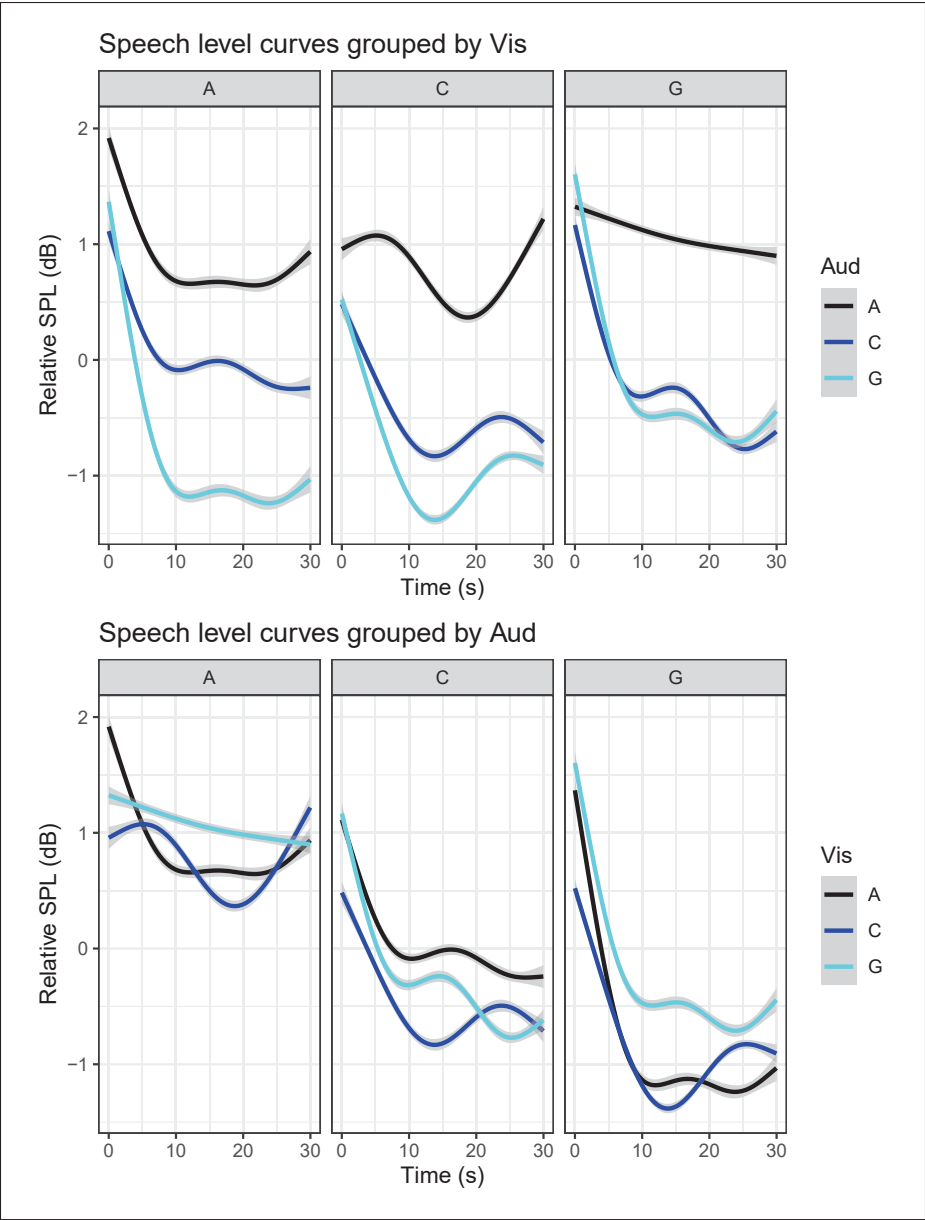 Speech level curves grouped by Vis
A C G
2
1
0
−1
Relative SPL (dB)
0 10 20 30 0 10 20 30 0 10 20 30
Time (s)
Aud
A
C
G
Speech level curves grouped by Aud
A C G
2
1
0
−1
Relative SPL (dB)
0 10 20 30 0 10 20 30 0 10 20 30
Time (s)
Vis
A
C
G